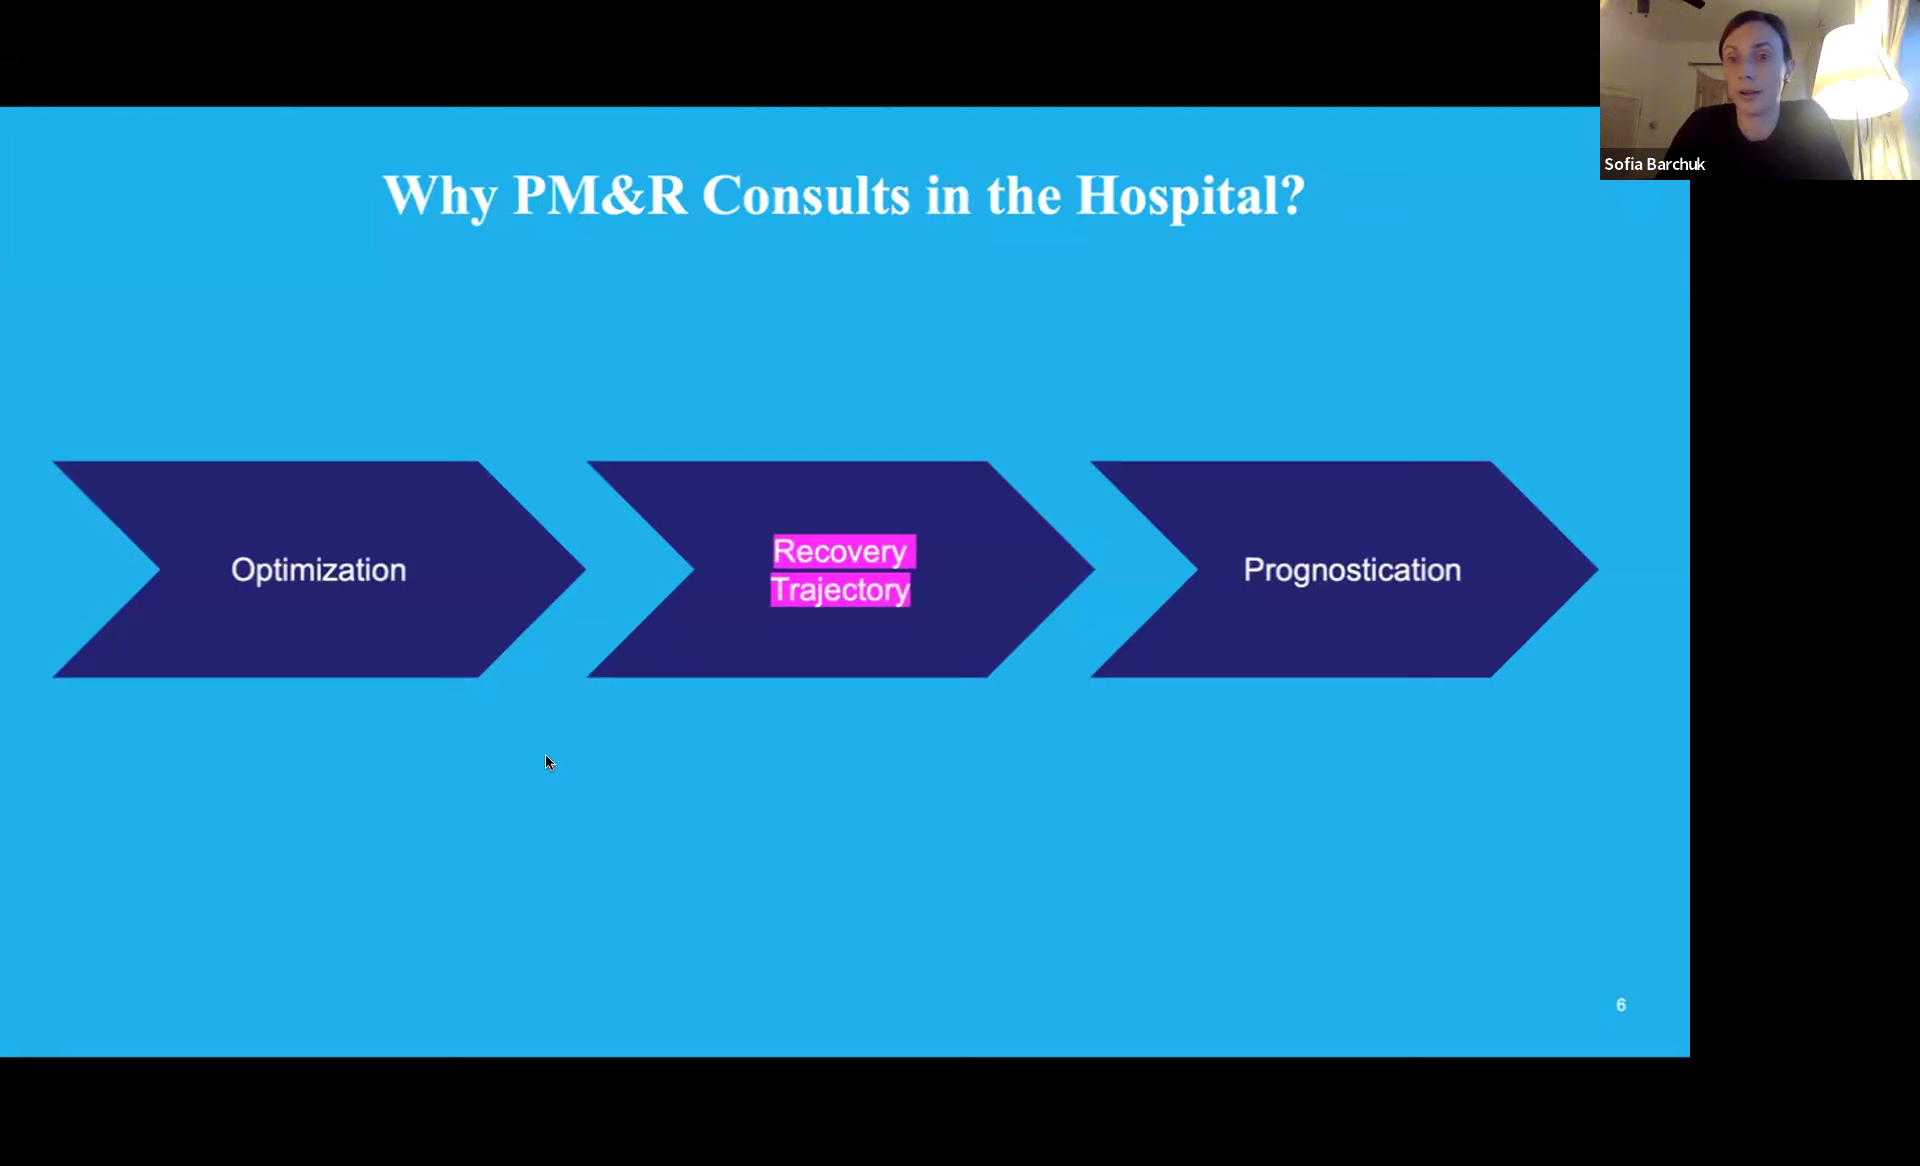 Sofia Barchuk
Why PM&R Consults in the Hospital?
Optimization
Recovery
Trajectory
Prognostication
6